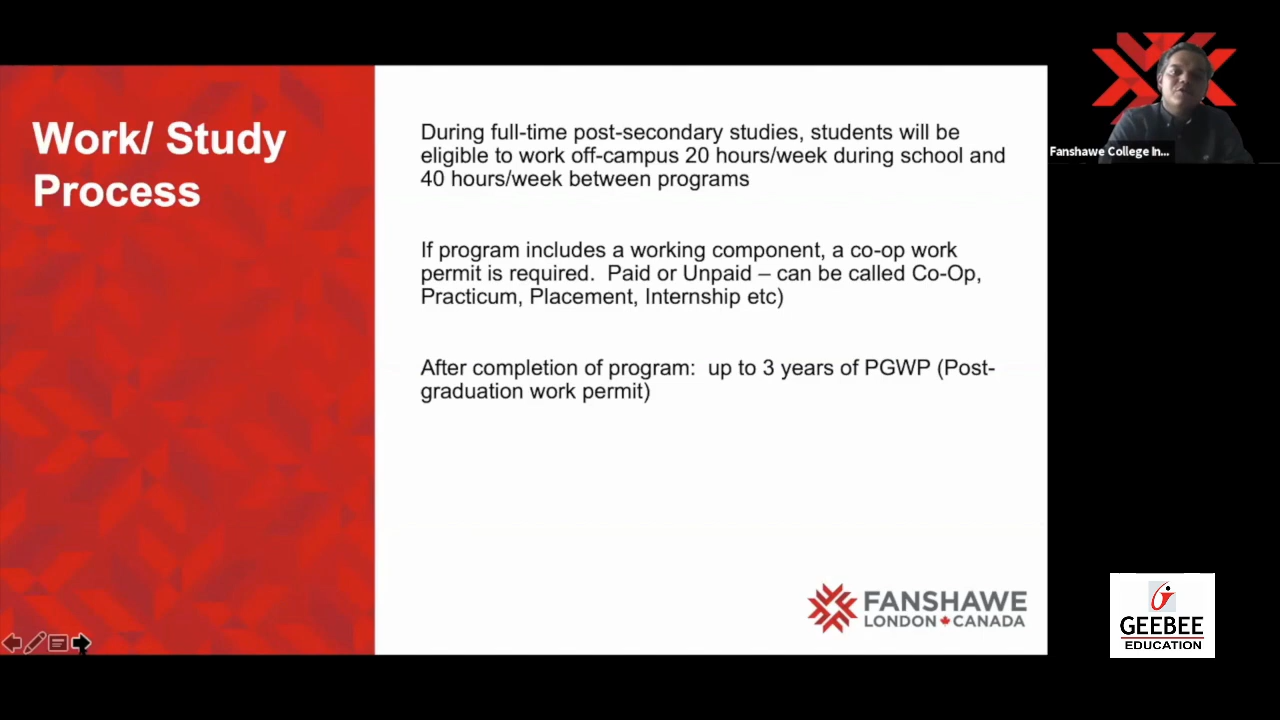 Work/ Study
Process
During full-time post-secondary studies, students will be
eligible to work off-campus 20 hours/week during school and
40 hours/week between programs
If program includes a working component, a co-op work
permit is required.  Paid or Unpaid – can be called Co-Op,
Practicum, Placement, Internship etc)
After completion of program:  up to 3 years of PGWP (Post-
graduation work permit)
FANSHAWE
LONDON CANADA
Fanshawe College In...
GEEBEE
EDUCATION